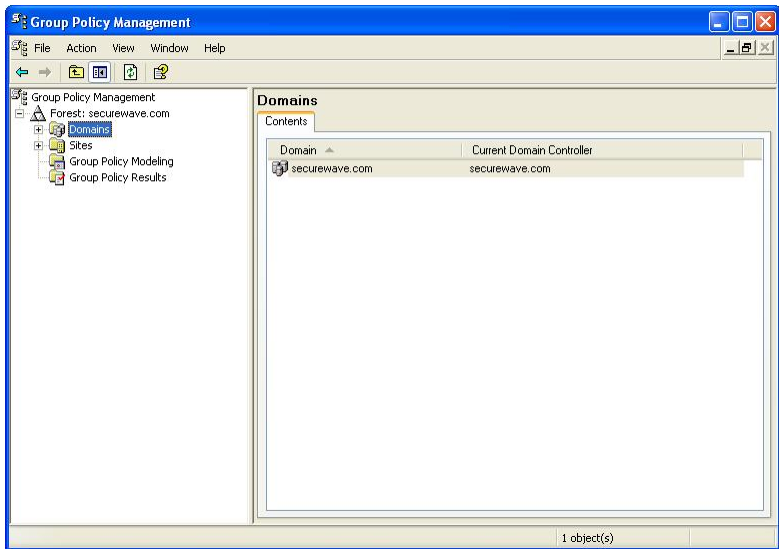 Group Policy Management
File Action View Window Help
Group Policy Management
Forest: securewave.com
Domains
Sites
Group Policy Modeling
Group Policy Results
Domains
Contents
Domain Current Domain Controller
securewave.com securewave.com
1 object(s)